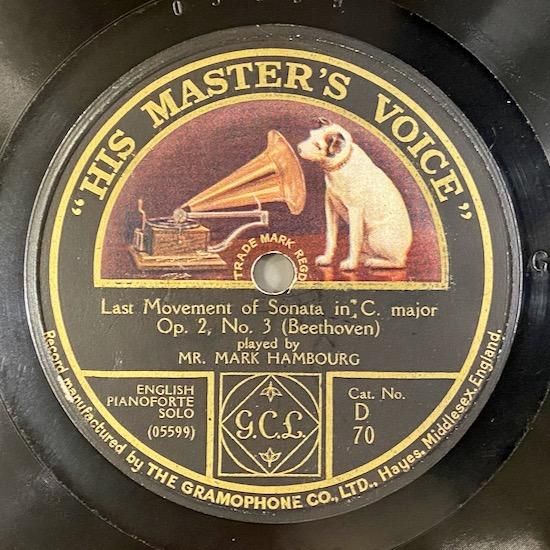 "HIS MASTER'S VOICE"
TRADE MARK REGD
Last Movement of Sonata in C. major
Op. 2, No. 3 (Beethoven)
played by
MR. MARK HAMBOURG
ENGLISH
PIANOFORTE
SOLO
(05599)
G.C.L.
Cat. No.
D
70
Record manufactured by THE GRAMOPHONE CO., LTD., Hayes, Middlesex, England.
G